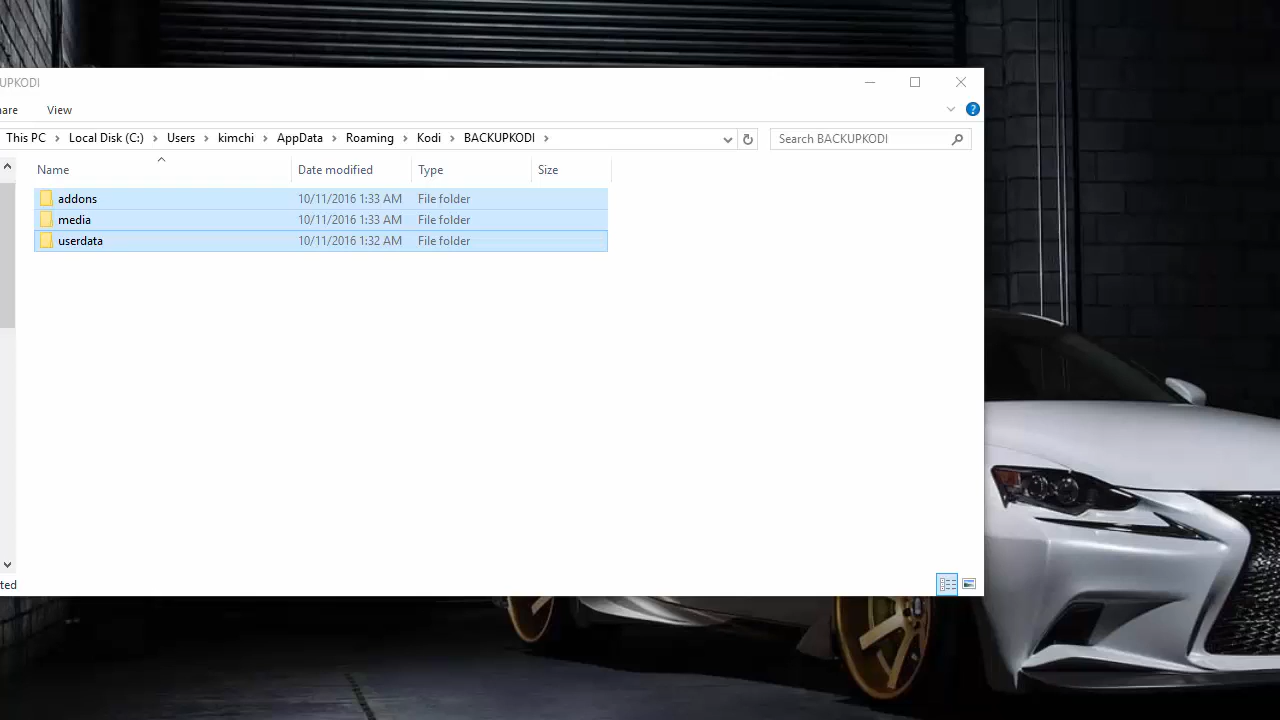 UPKODI
are View
This PC Local Disk (C:) Users kimchi AppData Roaming Kodi BACKUPKODI Search BACKUPKODI
Name Date modified Type Size
addons 10/11/2016 1:33 AM File folder
media 10/11/2016 1:33 AM File folder
userdata 10/11/2016 1:32 AM File folder
ted